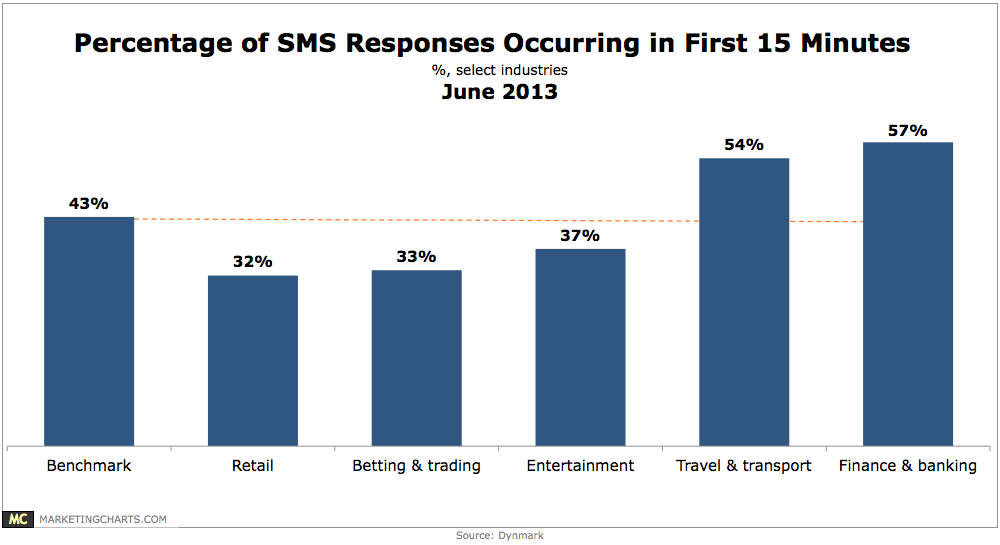 Percentage of SMS Responses Occurring in First 15 Minutes
%, select industries
June 2013
43%
32%
33%
37%
54%
57%
Benchmark
Retail
Betting & trading
Entertainment
Travel & transport
Finance & banking
MC MARKETINGCHARTS.COM
Source: Dynmark